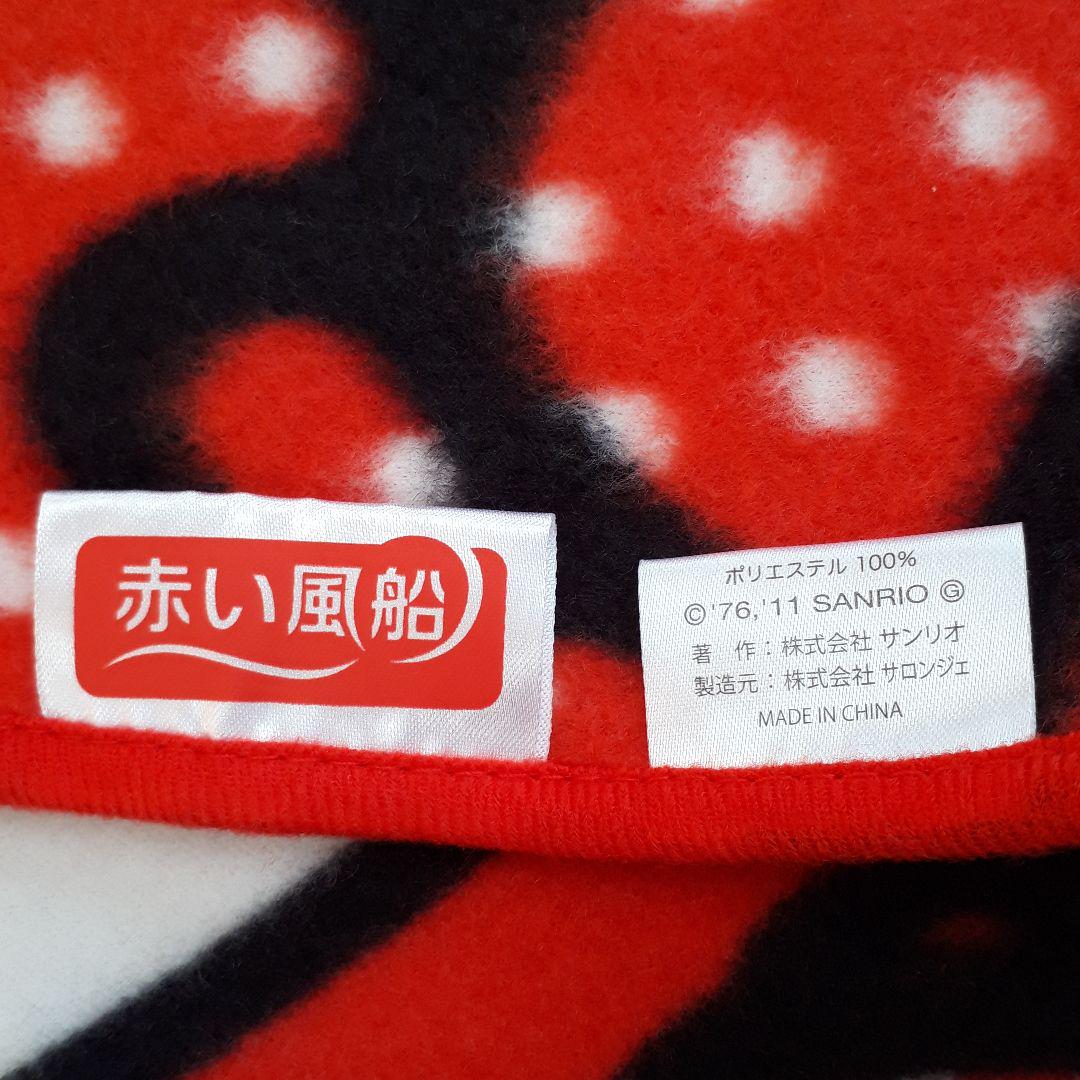 赤い風船
ポリエステル 100%
© '76,'11 SANRIO Ⓖ
著 作：株式会社 サンリオ
製造元：株式会社 サロンジェ
MADE IN CHINA